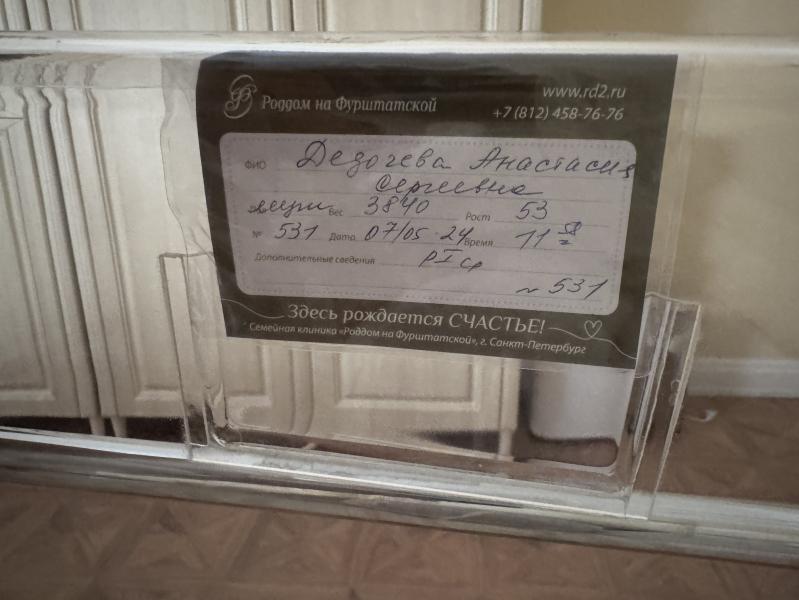 Роддом на Фурштатской
www.rd2.ru
+7 (812) 458-76-76
ФИО Дедочева Анастасия
Сергеевна
Вес 3840 Рост 53
№ 531 Дата 07/05-24 Время 11 58
Дополнительные сведения
~ 531
Здесь рождается СЧАСТЬЕ!
Семейная клиника «Роддом на Фурштатской», г. Санкт-Петербург